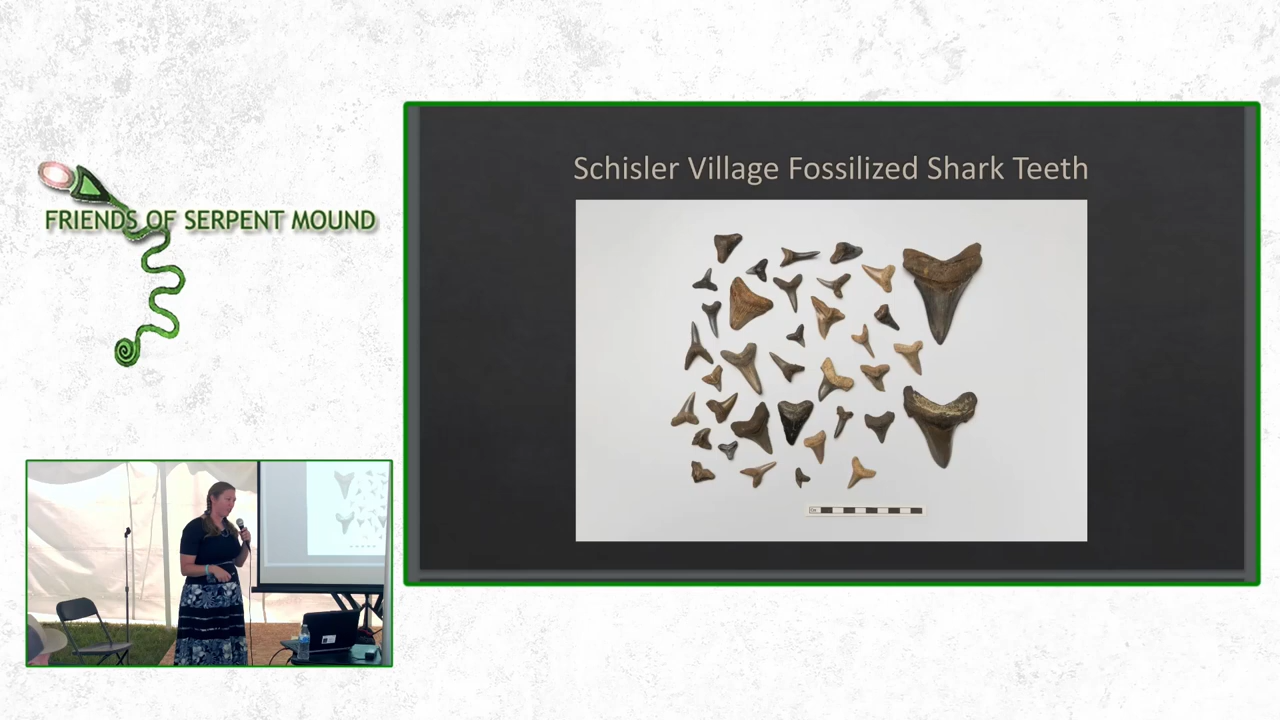 FRIENDS OF SERPENT MOUND
Schisler Village Fossilized Shark Teeth